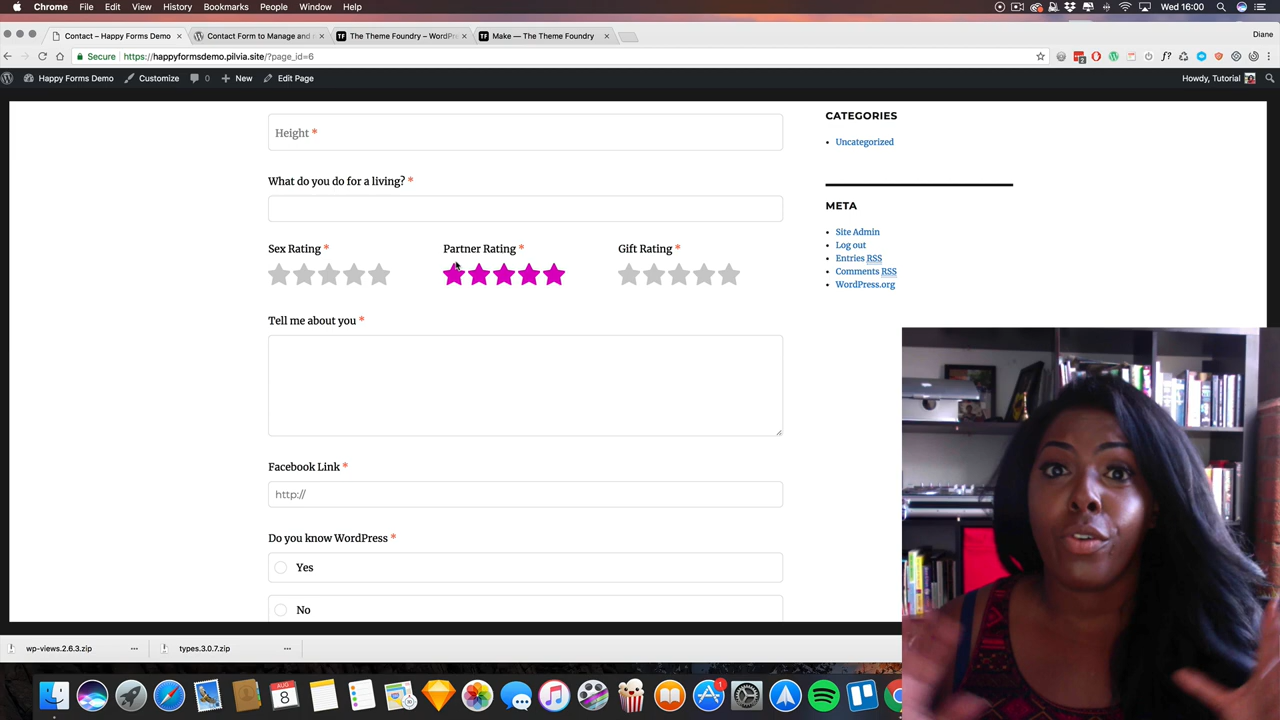 Chrome File Edit View History Bookmarks People Window Help Wed 16:00
Contact – Happy Forms Demo × Contact Form to Manage and × The Theme Foundry – WordPre × Make — The Theme Foundry × Diane
Secure https://happyformsdemo.pilvia.site/?page_id=6
Happy Forms Demo Customize 0 New Edit Page Howdy, Tutorial
Height *
What do you do for a living? *
Sex Rating * Partner Rating * Gift Rating *
Tell me about you *
Facebook Link *
http://
Do you know WordPress *
Yes
No
CATEGORIES
Uncategorized
META
Site Admin
Log out
Entries RSS
Comments RSS
WordPress.org
wp-views.2.6.3.zip types.3.0.7.zip
AUG
8
1